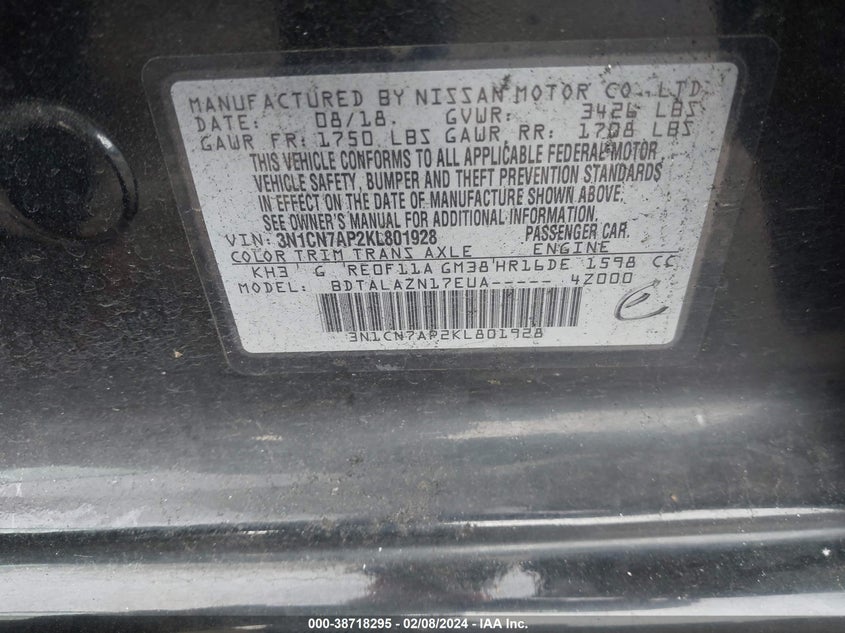 MANUFACTURED BY NISSAN MOTOR CO., LTD.
DATE: 08/18. GVWR: 3426 LBS
GAWR FR: 1750 LBS GAWR RR: 1708 LBS
THIS VEHICLE CONFORMS TO ALL APPLICABLE FEDERAL MOTOR
VEHICLE SAFETY, BUMPER AND THEFT PREVENTION STANDARDS
IN EFFECT ON THE DATE OF MANUFACTURE SHOWN ABOVE.
SEE OWNER'S MANUAL FOR ADDITIONAL INFORMATION.
VIN: 3N1CN7AP2KL801928 PASSENGER CAR.
COLOR TRIM TRANS AXLE ENGINE
KH3 G RE0F11A GM38 HR16DE 1598 CC
MODEL: BDTALAZN17EUA----- 4Z000
3N1CN7AP2KL801928
000-38718295 - 02/08/2024 - IAA Inc.